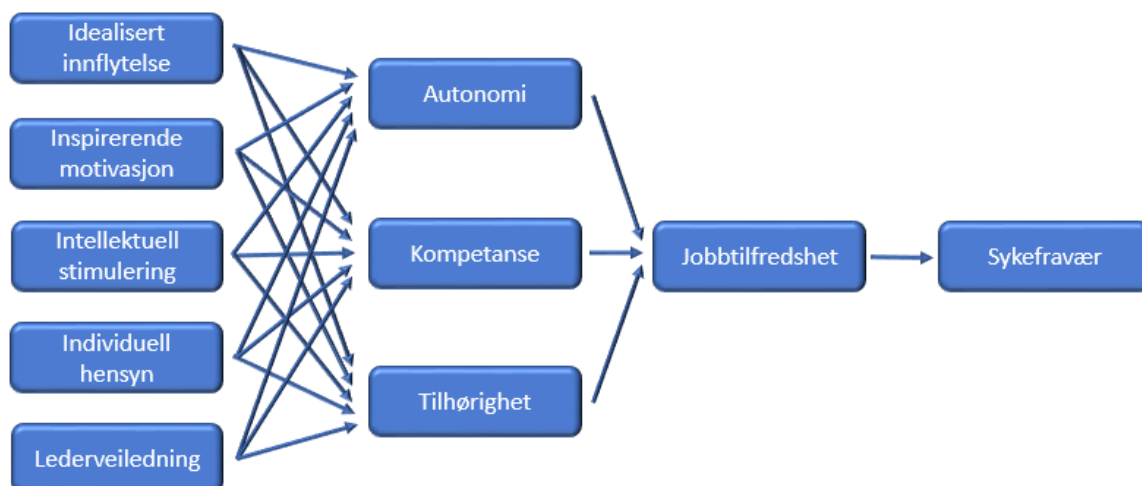 Idealisert
innflytelse
Inspirerende
motivasjon
Intellektuell
stimulering
Individuell
hensyn
Lederveiledning
Autonomi
Kompetanse
Tilhørighet
Jobbtilfredshet
Sykefravær